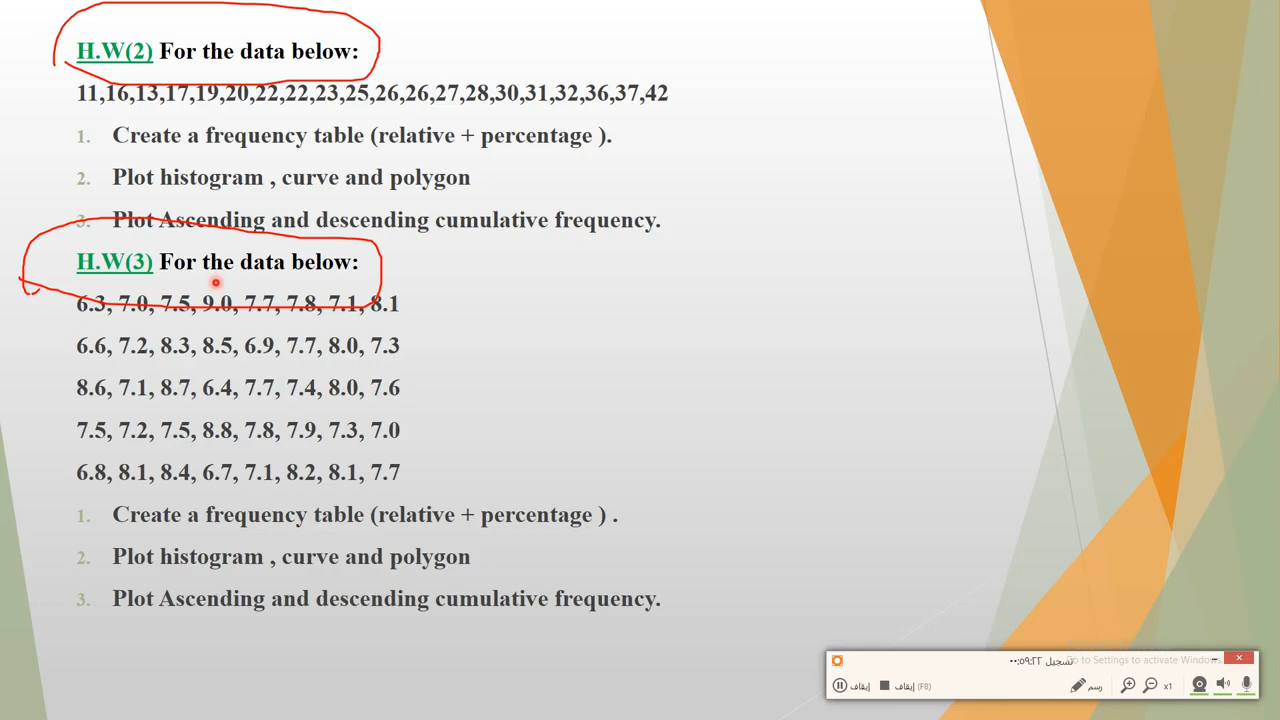 H.W(2) For the data below:
11,16,13,17,19,20,22,22,23,25,26,26,27,28,30,31,32,36,37,42
1. Create a frequency table (relative + percentage ).
2. Plot histogram , curve and polygon
3. Plot Ascending and descending cumulative frequency.
H.W(3) For the data below:
6.3, 7.0, 7.5, 9.0, 7.7, 7.8, 7.1, 8.1
6.6, 7.2, 8.3, 8.5, 6.9, 7.7, 8.0, 7.3
8.6, 7.1, 8.7, 6.4, 7.7, 7.4, 8.0, 7.6
7.5, 7.2, 7.5, 8.8, 7.8, 7.9, 7.3, 7.0
6.8, 8.1, 8.4, 6.7, 7.1, 8.2, 8.1, 7.7
1. Create a frequency table (relative + percentage ) .
2. Plot histogram , curve and polygon
3. Plot Ascending and descending cumulative frequency.
Go to Settings to activate Windows.
تسجيل ٠٠:٥٩:٢٢
إيقاف إيقاف (F8) رسم x1